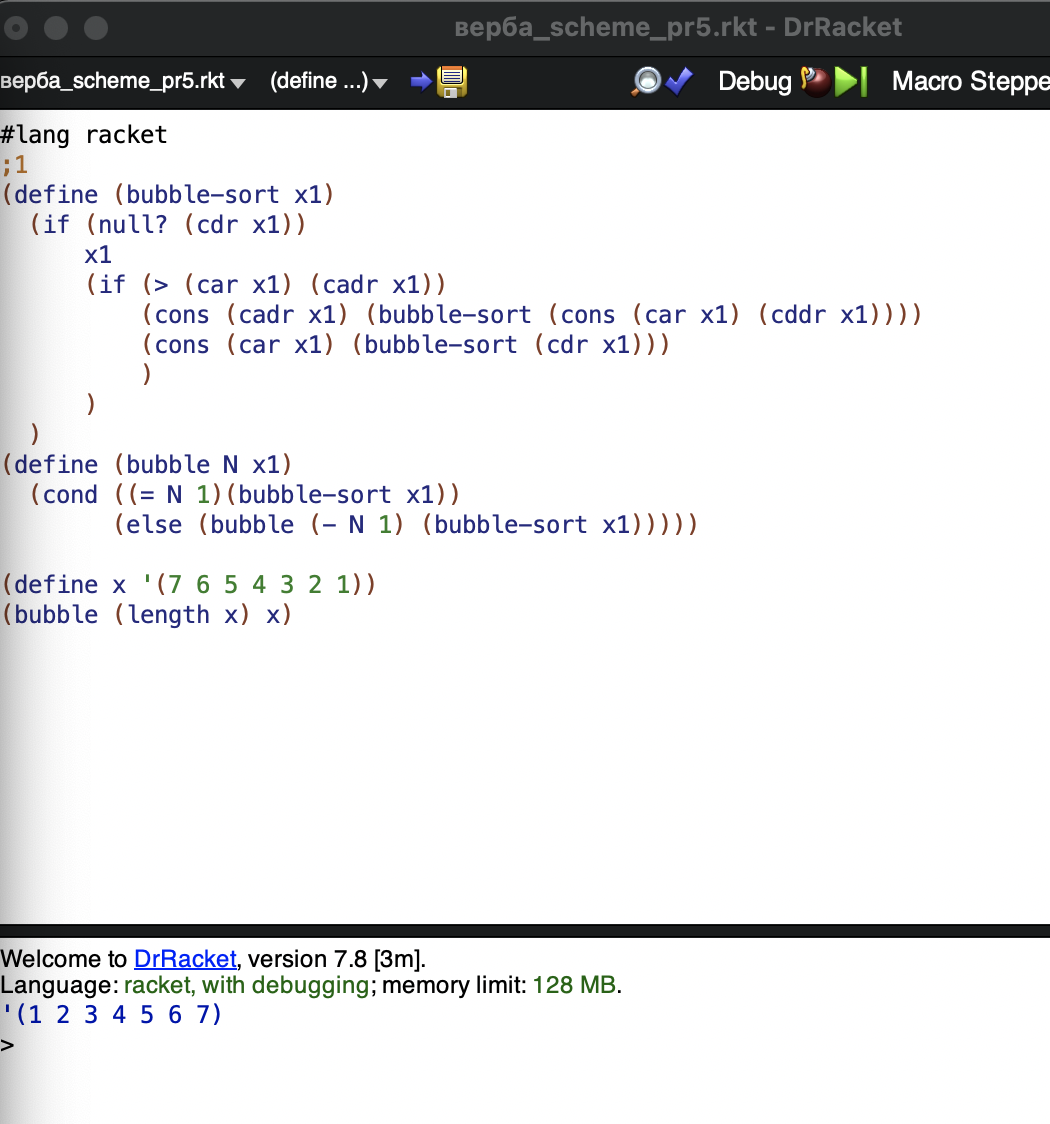 верба_scheme_pr5.rkt - DrRacket
верба_scheme_pr5.rkt (define ...) Debug Macro Steppe
#lang racket
;1
(define (bubble-sort x1)
  (if (null? (cdr x1))
      x1
      (if (> (car x1) (cadr x1))
          (cons (cadr x1) (bubble-sort (cons (car x1) (cddr x1))))
          (cons (car x1) (bubble-sort (cdr x1)))
          )
      )
  )
(define (bubble N x1)
  (cond ((= N 1)(bubble-sort x1))
        (else (bubble (- N 1) (bubble-sort x1)))))
(define x '(7 6 5 4 3 2 1))
(bubble (length x) x)
Welcome to DrRacket, version 7.8 [3m].
Language: racket, with debugging; memory limit: 128 MB.
'(1 2 3 4 5 6 7)
>